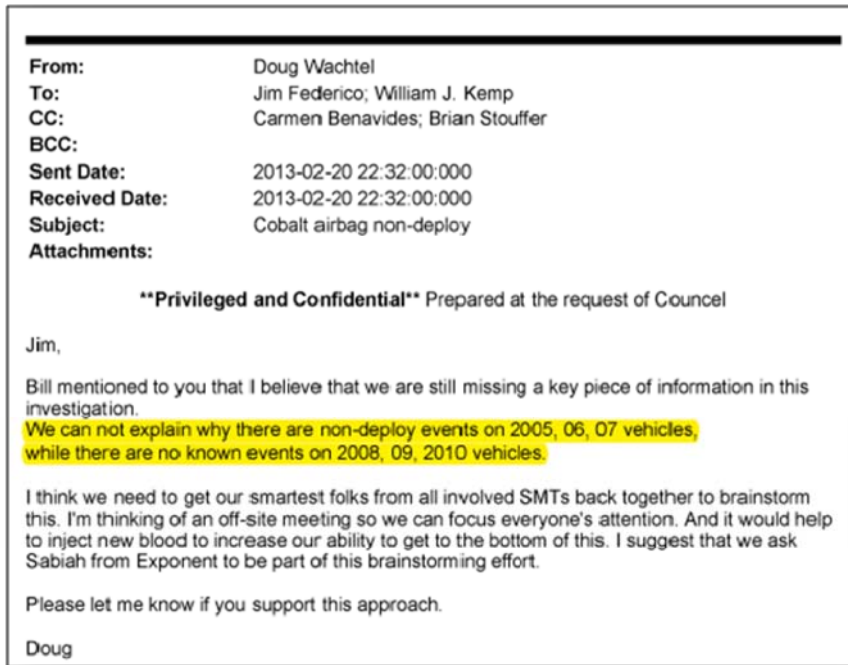 From: Doug Wachtel
To: Jim Federico; William J. Kemp
CC: Carmen Benavides; Brian Stouffer
BCC:
Sent Date: 2013-02-20 22:32:00:000
Received Date: 2013-02-20 22:32:00:000
Subject: Cobalt airbag non-deploy
Attachments:
**Privileged and Confidential** Prepared at the request of Councel
Jim,
Bill mentioned to you that I believe that we are still missing a key piece of information in this
investigation.
We can not explain why there are non-deploy events on 2005, 06, 07 vehicles,
while there are no known events on 2008, 09, 2010 vehicles.
I think we need to get our smartest folks from all involved SMTs back together to brainstorm
this. I'm thinking of an off-site meeting so we can focus everyone's attention. And it would help
to inject new blood to increase our ability to get to the bottom of this. I suggest that we ask
Sabiah from Exponent to be part of this brainstorming effort.
Please let me know if you support this approach.
Doug